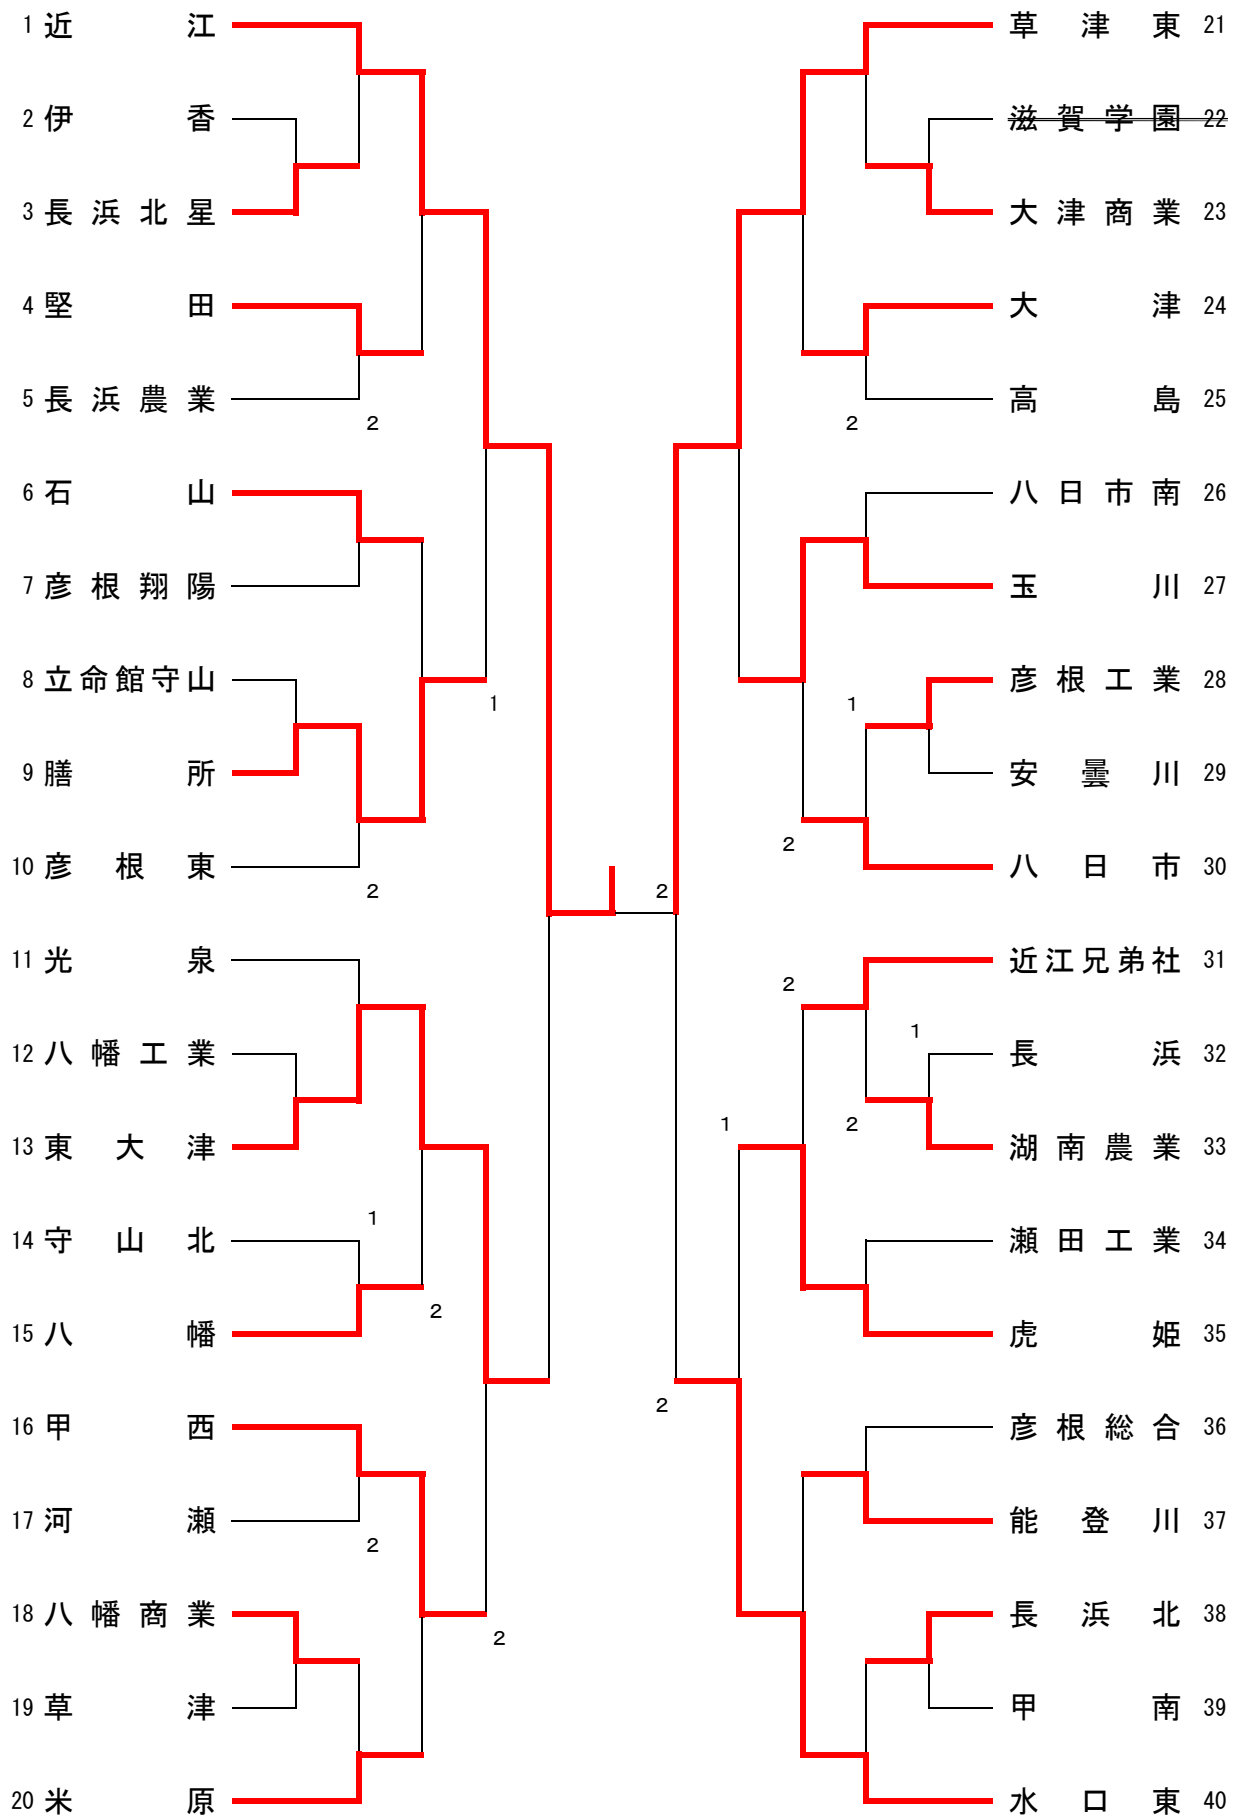 1 近江
2 伊香
3 長浜北星
4 堅田
5 長浜農業
2
6 石山
7 彦根翔陽
8 立命館守山
1
9 膳所
10 彦根東
2
11 光泉
12 八幡工業
13 東大津
1
14 守山北
2
15 八幡
16 甲西
17 河瀬
2
18 八幡商業
2
19 草津
20 米原
草津東 21
滋賀学園 22
大津商業 23
大津 24
高島 25
2
八日市南 26
玉川 27
彦根工業 28
1
安曇川 29
2
八日市 30
2
近江兄弟社 31
2
1
長浜 32
1
2
湖南農業 33
瀬田工業 34
虎姫 35
2
彦根総合 36
能登川 37
長浜北 38
甲南 39
水口東 40